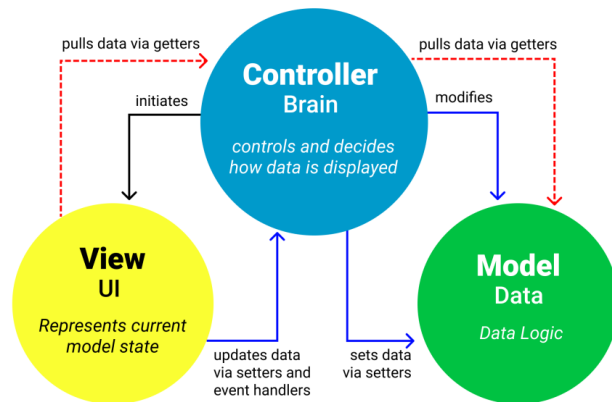 pulls data via getters
pulls data via getters
Controller
Brain
initiates
modifies
controls and decides
how data is displayed
View
UI
Represents current
model state
Model
Data
Data Logic
updates data
via setters and
event handlers
sets data
via setters